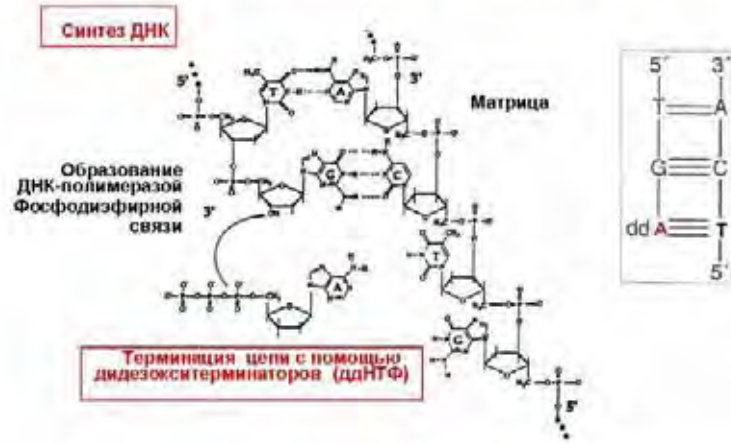 Синтез ДНК
5'
3'
T
A
Матрица
Образование
ДНК-полимеразой
Фосфодиэфирной
связи
3'
G
C
T
A
G
Терминация цепи с помощью
дидезокситерминаторов (ддНТФ)
5'
5' 3'
T A
G C
dd A T
5'